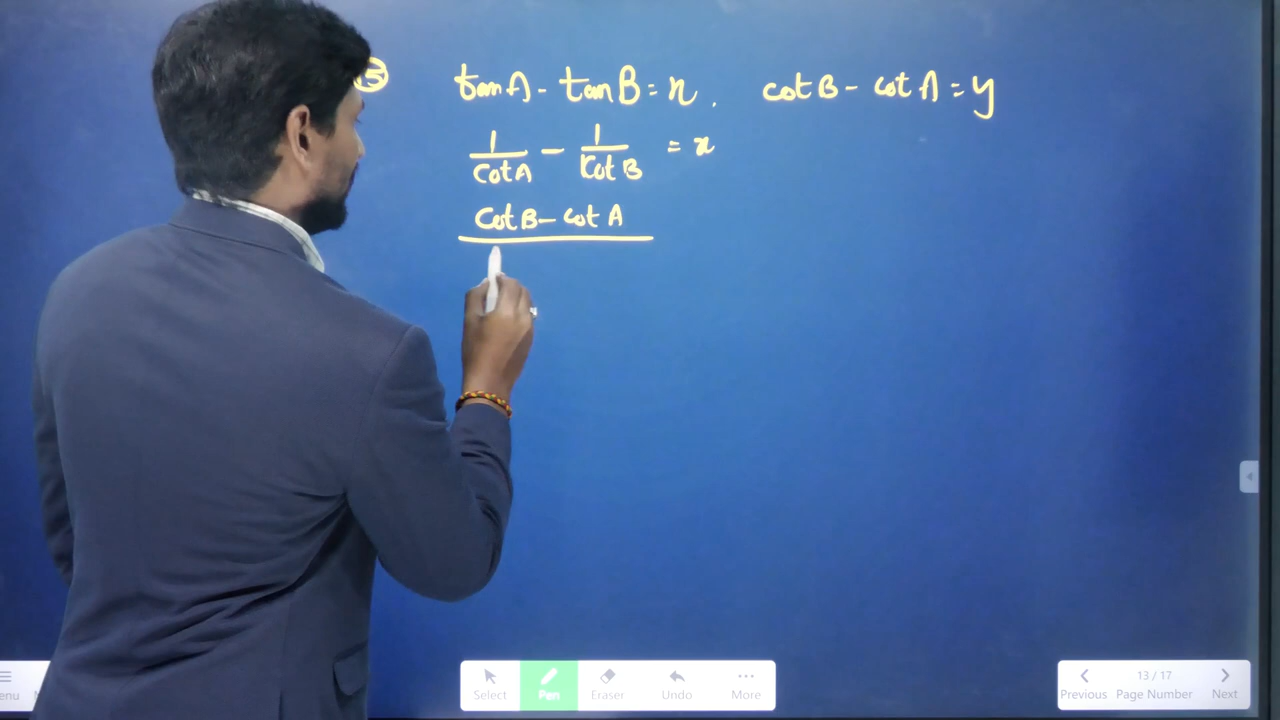 15 tan A - tan B = x, cot B - cot A = y
1/cot A - 1/cot B = x
cot B - cot A
Select Pen Eraser Undo More
13 / 17
Previous Page Number Next